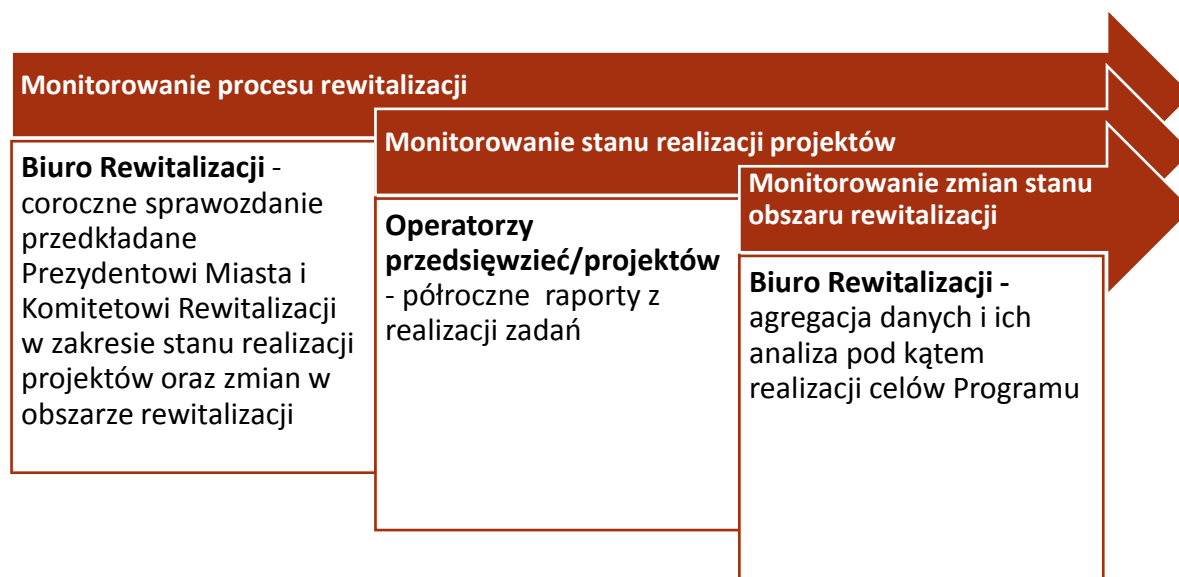 Monitorowanie procesu rewitalizacji
Biuro Rewitalizacji -
coroczne sprawozdanie
przedkładane
Prezydentowi Miasta i
Komitetowi Rewitalizacji
w zakresie stanu realizacji
projektów oraz zmian w
obszarze rewitalizacji
Monitorowanie stanu realizacji projektów
Operatorzy
przedsięwzieć/projektów
- półroczne raporty z
realizacji zadań
Monitorowanie zmian stanu
obszaru rewitalizacji
Biuro Rewitalizacji -
agregacja danych i ich
analiza pod kątem
realizacji celów Programu